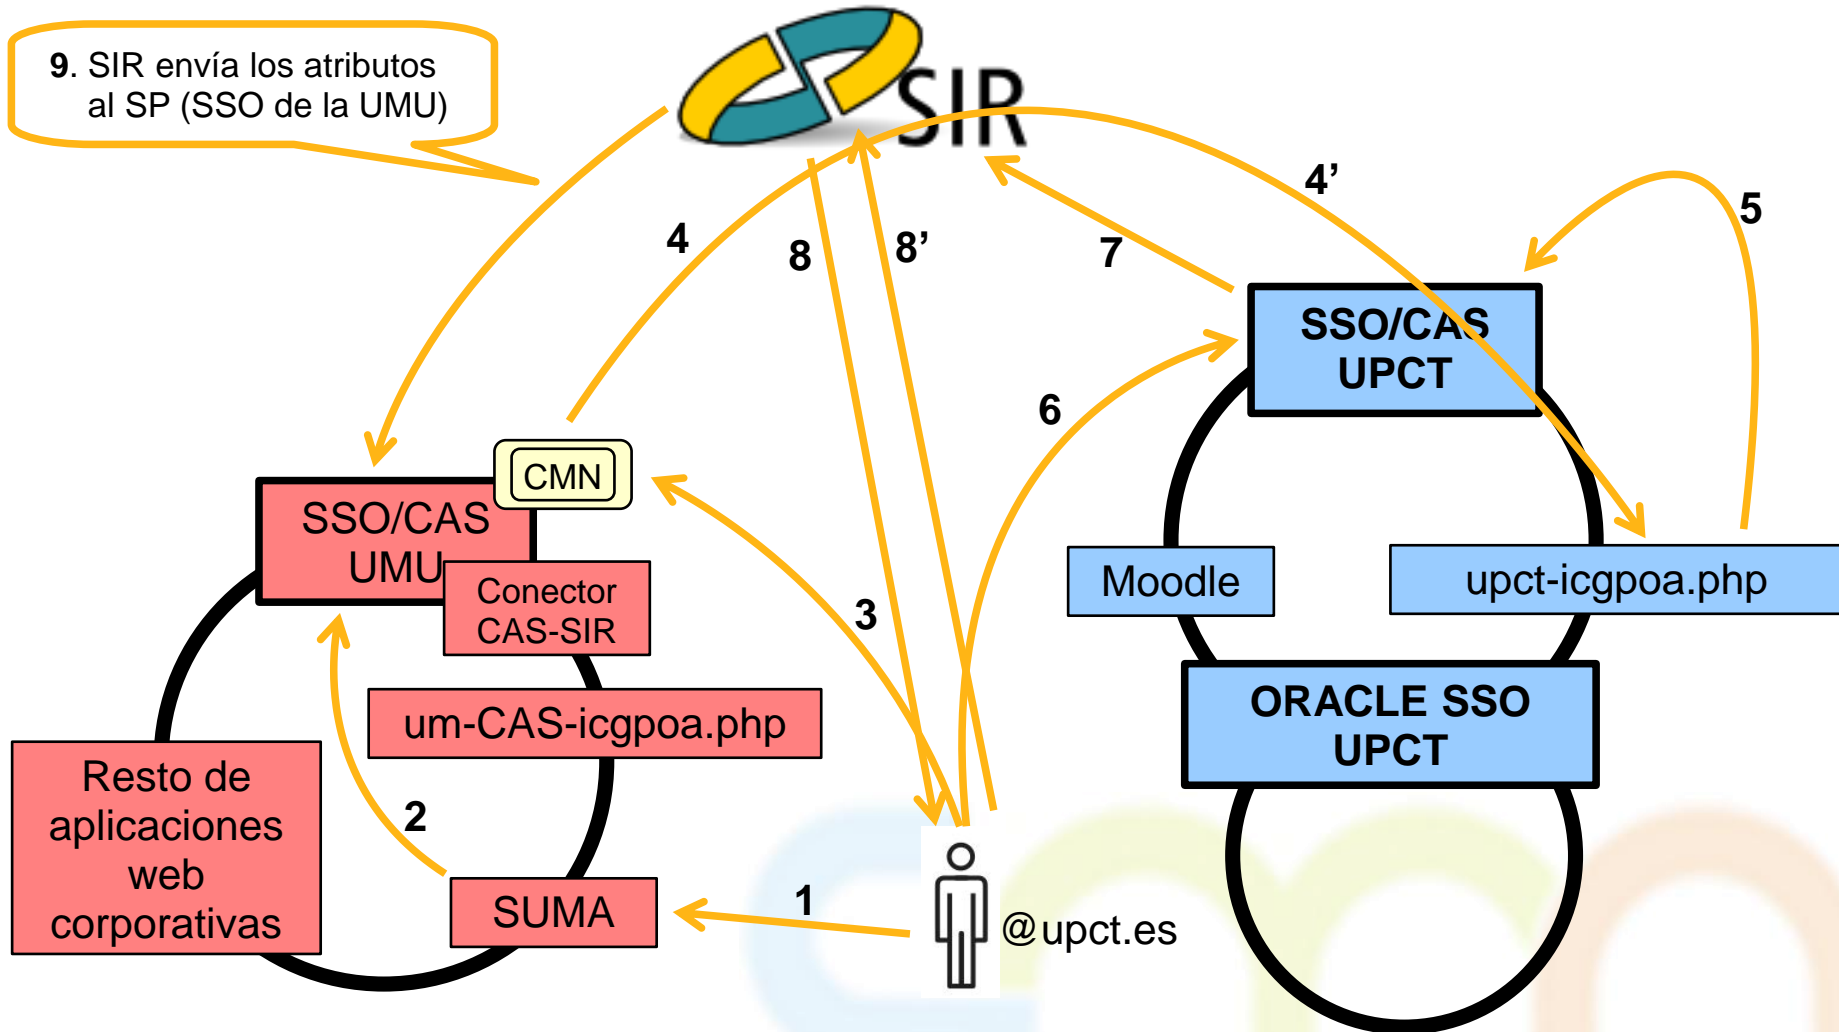 9. SIR envía los atributos
al SP (SSO de la UMU)
SIR
4
8
8’
7
4’
5
SSO/CAS
UPCT
6
CMN
SSO/CAS
UMU
Conector
CAS-SIR
3
Moodle
upct-icgpoa.php
um-CAS-icgpoa.php
ORACLE SSO
UPCT
Resto de
aplicaciones
web
corporativas
2
SUMA
1
@upct.es